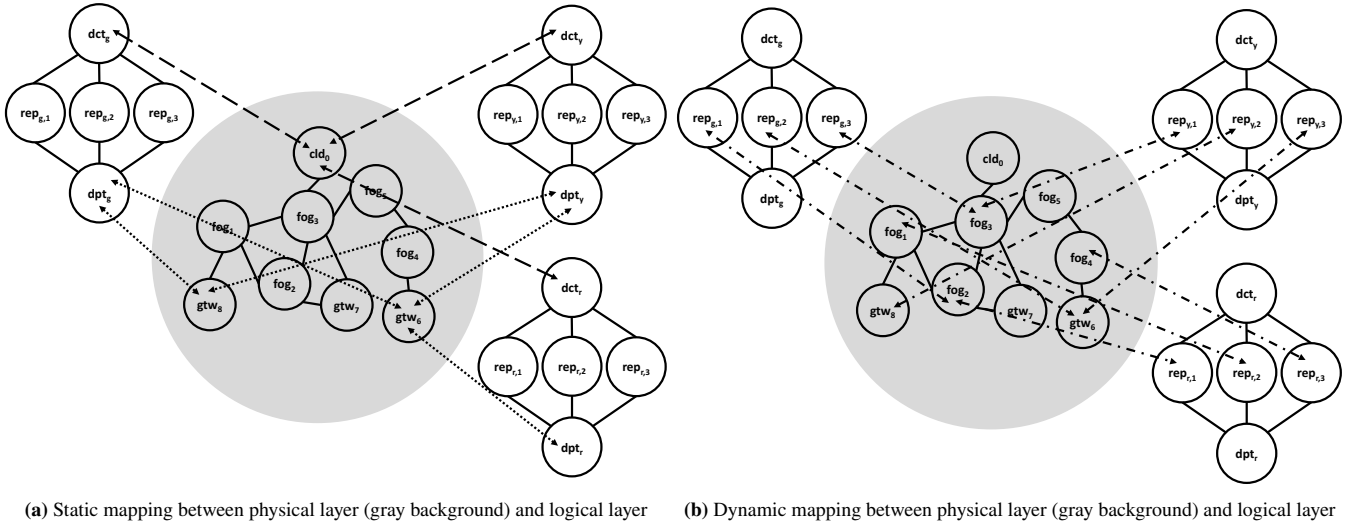 dct_g
rep_g,1 rep_g,2 rep_g,3
dpt_g
dct_y
rep_y,1 rep_y,2 rep_y,3
dpt_y
cld_0
fog_5
fog_3
fog_1
fog_4
fog_2
gtw_8
gtw_7
gtw_6
dct_r
rep_r,1 rep_r,2 rep_r,3
dpt_r
(a) Static mapping between physical layer (gray background) and logical layer
dct_g
rep_g,1 rep_g,2 rep_g,3
dpt_g
dct_y
rep_y,1 rep_y,2 rep_y,3
dpt_y
cld_0
fog_5
fog_3
fog_1
fog_4
fog_2
gtw_8
gtw_7
gtw_6
dct_r
rep_r,1 rep_r,2 rep_r,3
dpt_r
(b) Dynamic mapping between physical layer (gray background) and logical layer